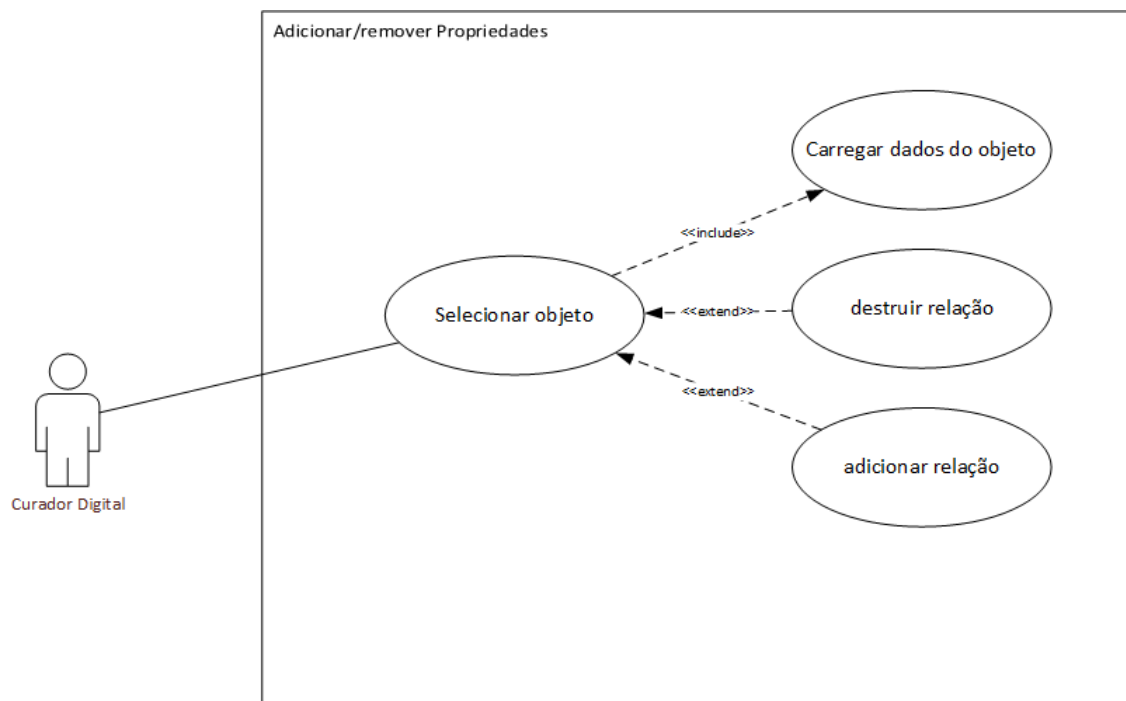 Adicionar/remover Propriedades
Carregar dados do objeto
<<include>>
Selecionar objeto
<<extend>>
destruir relação
<<extend>>
adicionar relação
Curador Digital